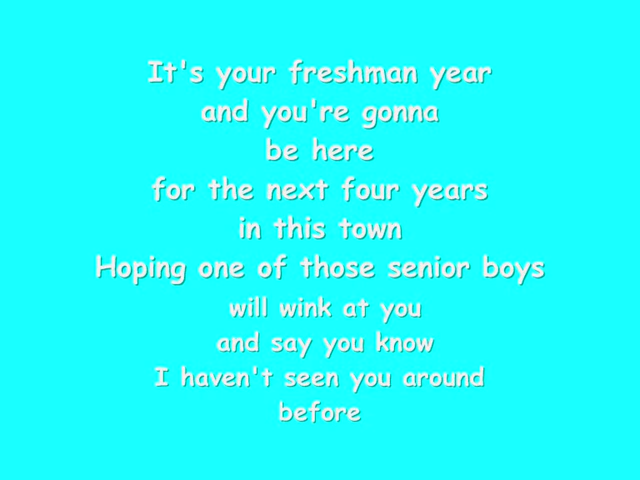 It's your freshman year
and you're gonna
be here
for the next four years
in this town
Hoping one of those senior boys
will wink at you
and say you know
I haven't seen you around
before